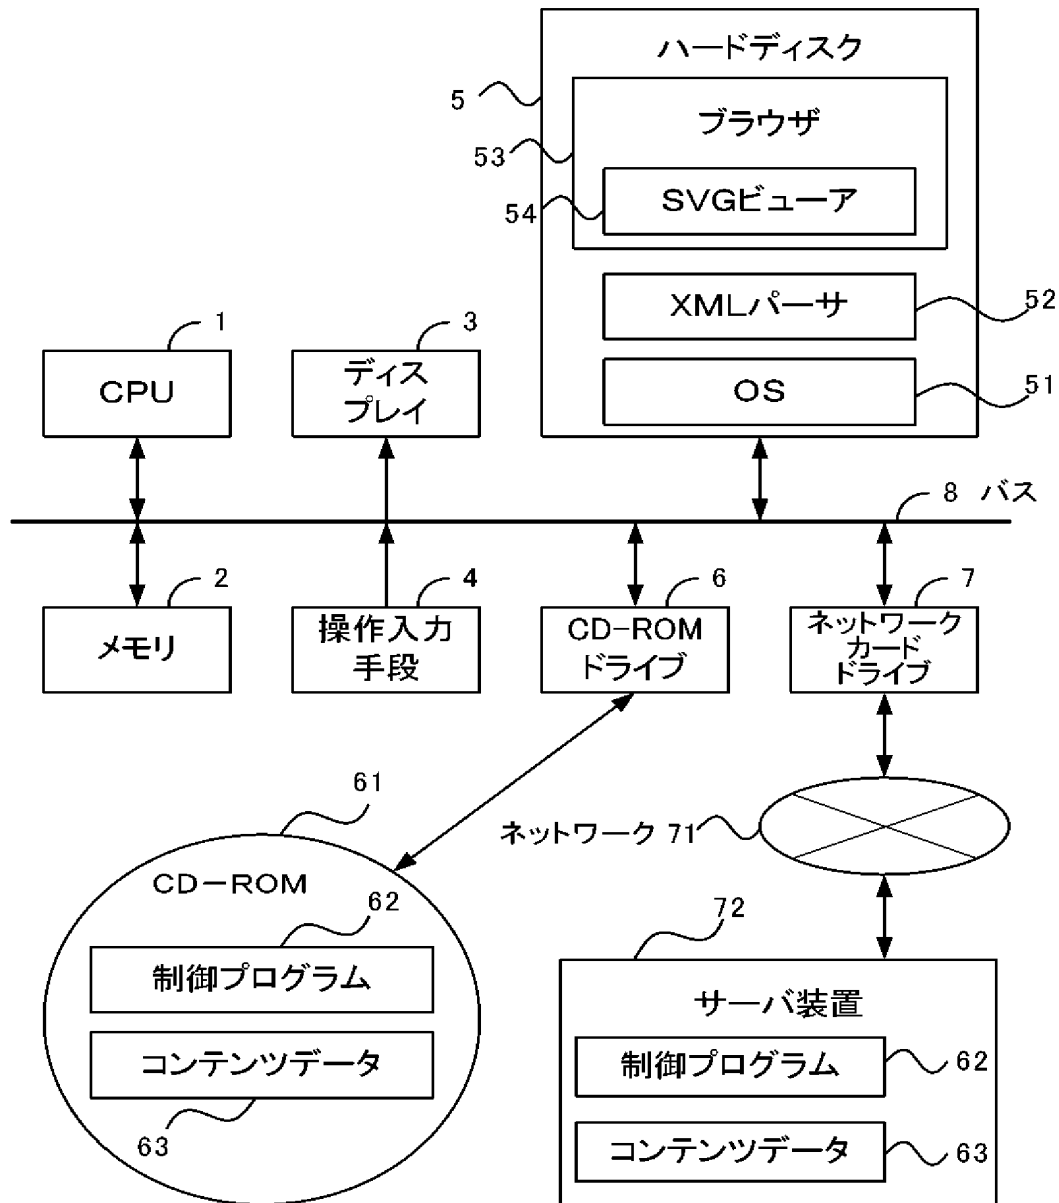 ハードディスク
5
ブラウザ
53
SVGビューア
54
XMLパーサ
52
OS
51
1
CPU
3
ディス
プレイ
8 バス
2
メモリ
4
操作入力
手段
6
CD-ROM
ドライブ
7
ネットワーク
カード
ドライブ
ネットワーク 71
61
CD-ROM
62
制御プログラム
コンテンツデータ
63
72
サーバ装置
制御プログラム
62
コンテンツデータ
63